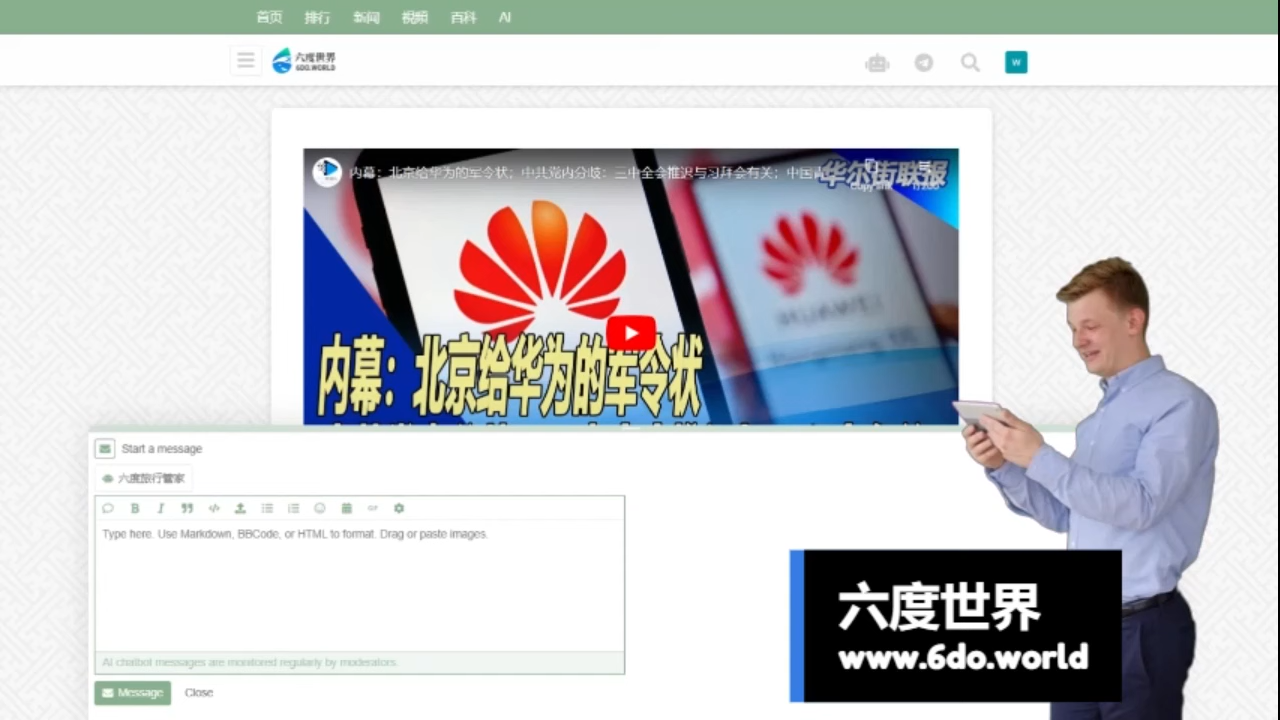 首页 排行 新闻 视频 百科 AI
六度世界
6DO.WORLD
W
内幕：北京给华为的军令状；中共党内分歧：三中全会推迟与习拜会有关；中国
华尔街联报
HUAWEI
内幕：北京给华为的军令状
Start a message
六度旅行管家
Type here. Use Markdown, BBCode, or HTML to format. Drag or paste images.
AI chatbot messages are monitored regularly by moderators.
Message Close
六度世界
www.6do.world